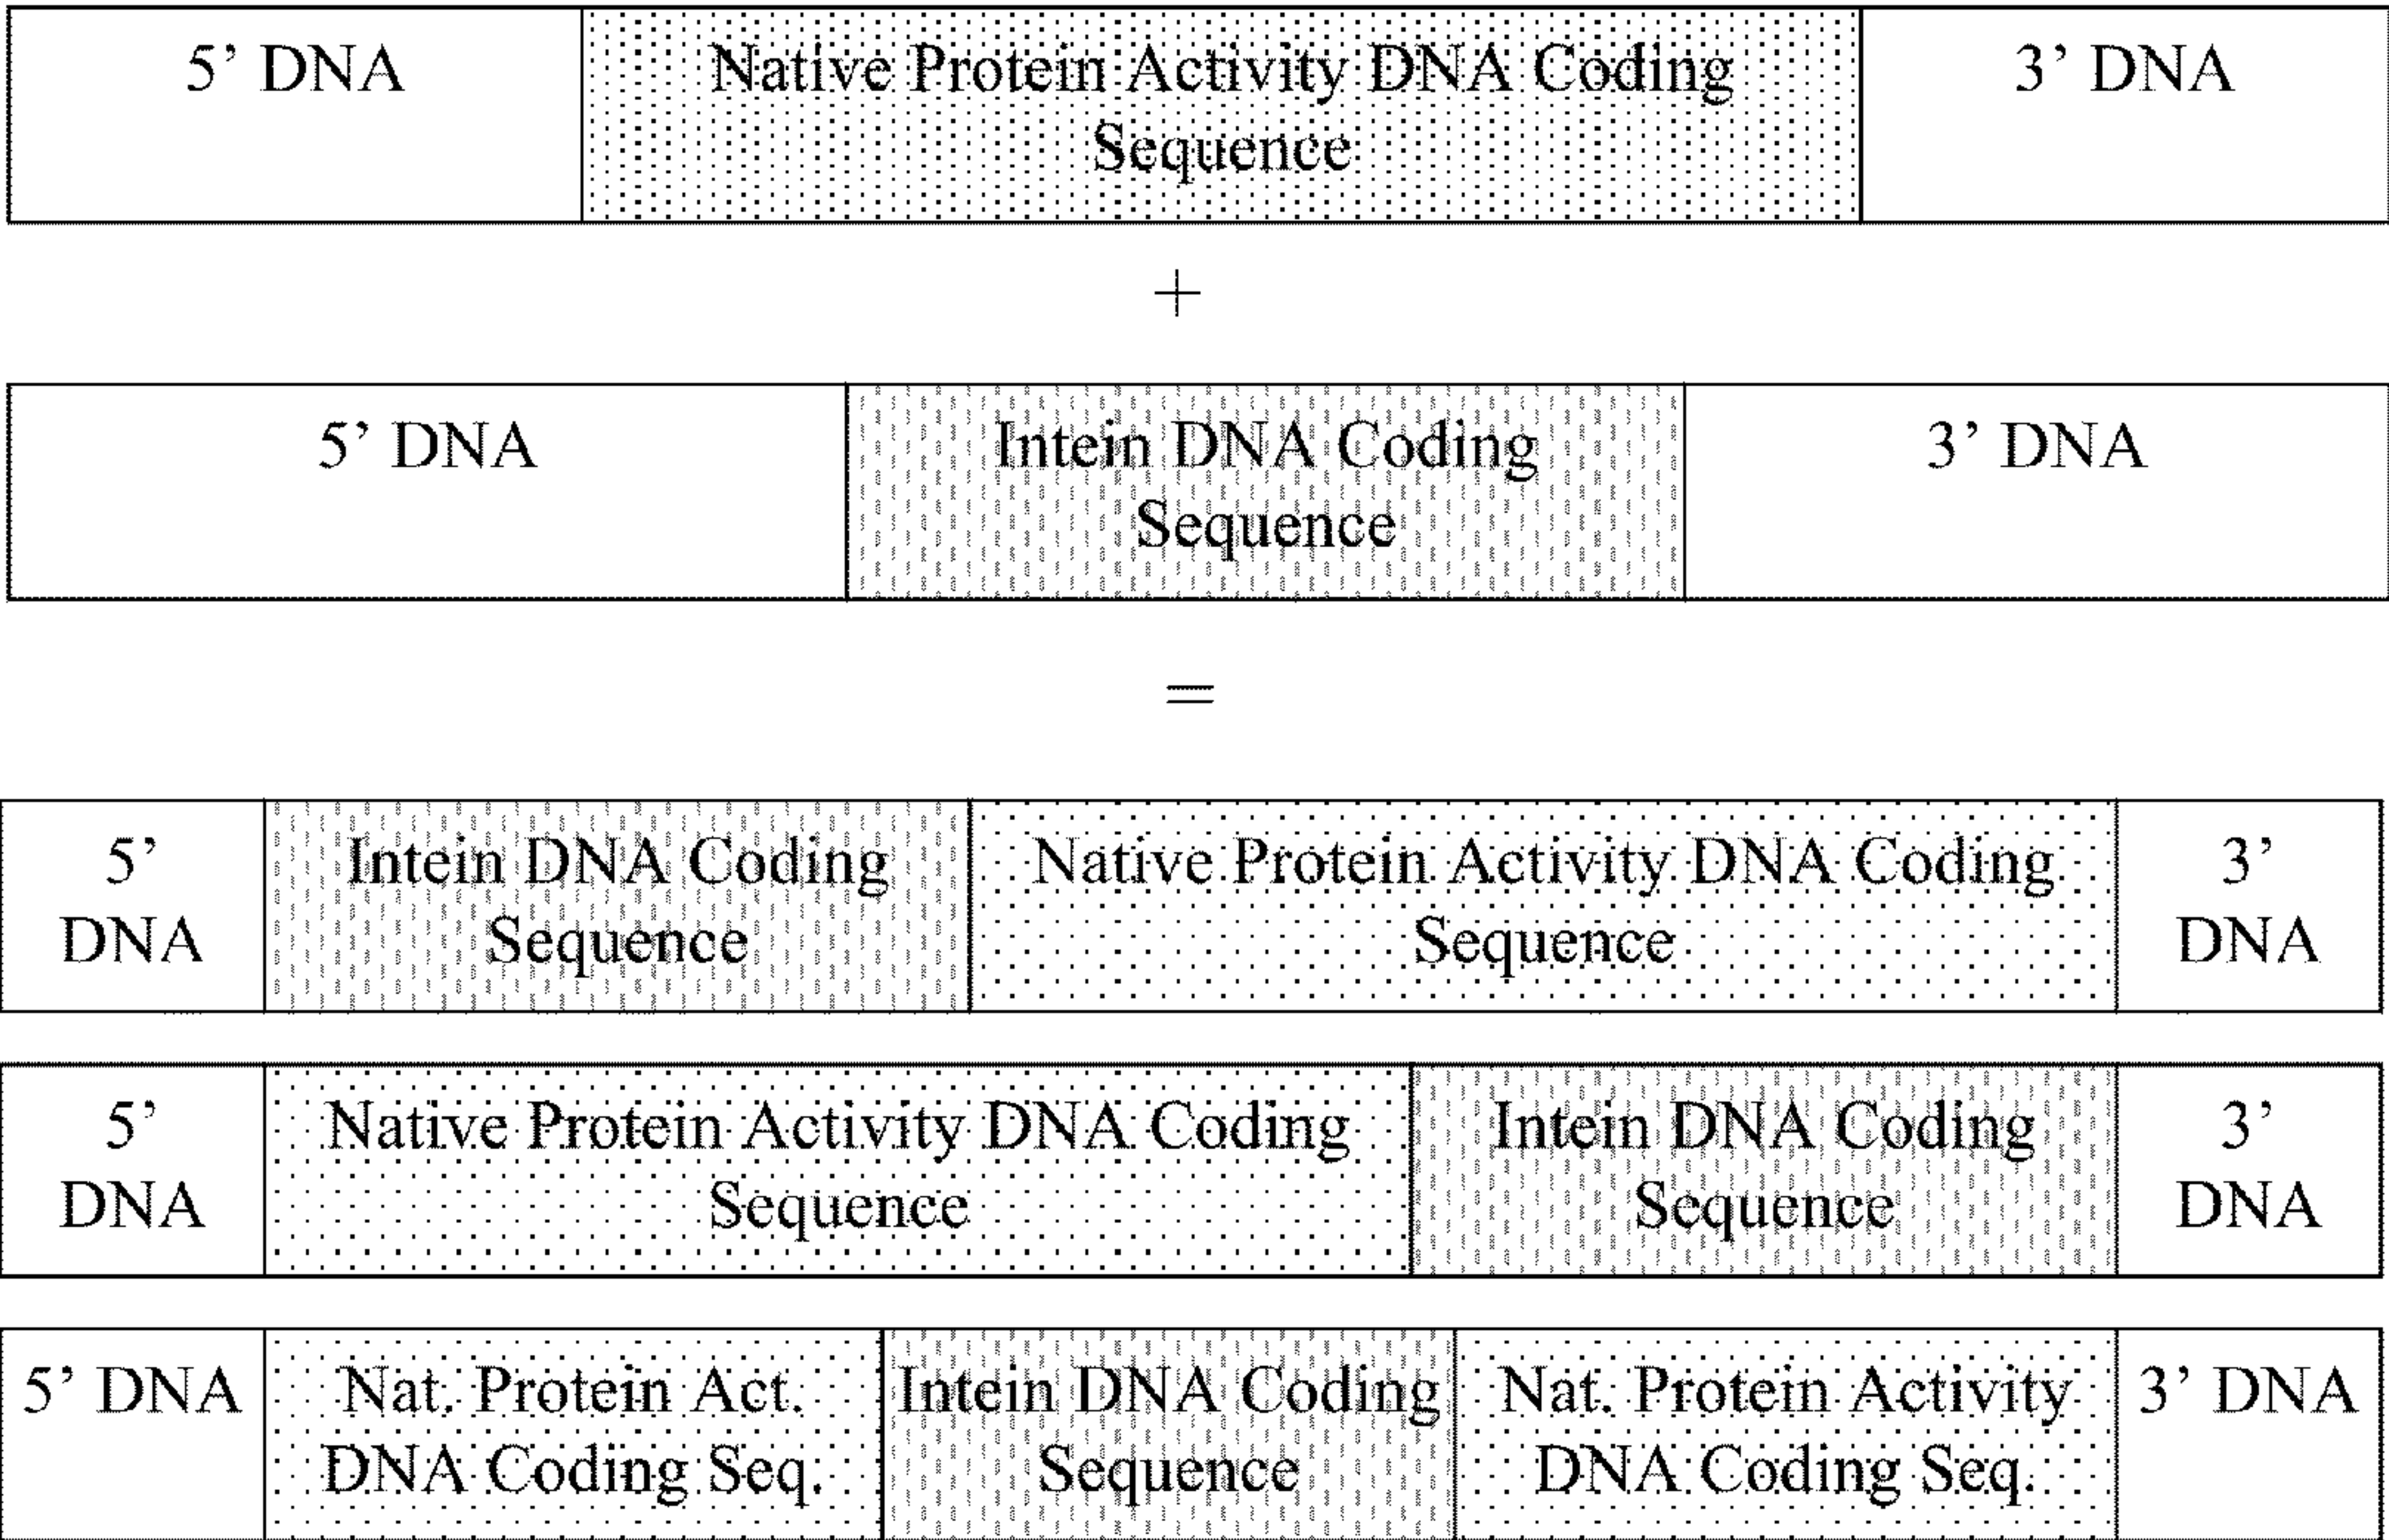 5’ DNA
Native Protein Activity DNA Coding
Sequence
3’ DNA
+
5’ DNA
Intein DNA Coding
Sequence
3’ DNA
=
5’
DNA
Intein DNA Coding
Sequence
Native Protein Activity DNA Coding
Sequence
3’
DNA
5’
DNA
Native Protein Activity DNA Coding
Sequence
Intein DNA Coding
Sequence
3’
DNA
5’ DNA
Nat. Protein Act.
DNA Coding Seq.
Intein DNA Coding
Sequence
Nat. Protein Activity
DNA Coding Seq.
3’ DNA